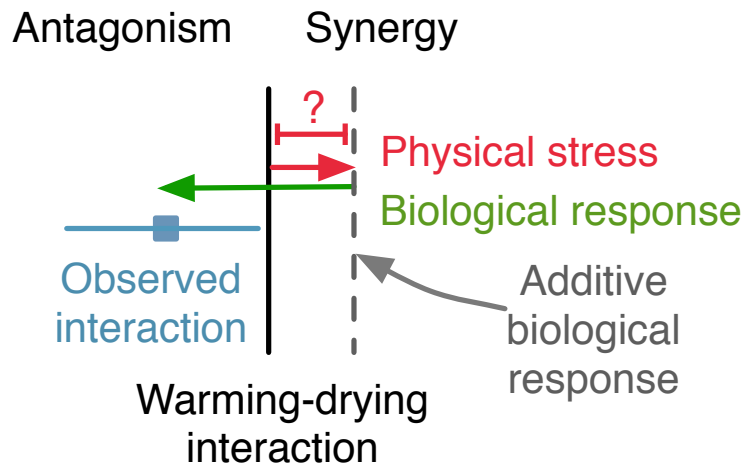 Antagonism
Synergy
?
Physical stress
Biological response
Observed
interaction
Additive
biological
response
Warming-drying
interaction